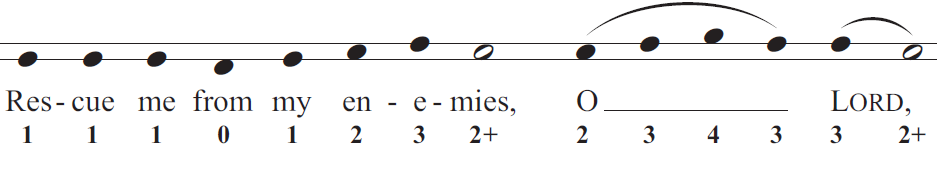 Res - cue me from my en - e - mies, O __________ LORD,
1 1 1 0 1 2 3 2+ 2 3 4 3 3 2+